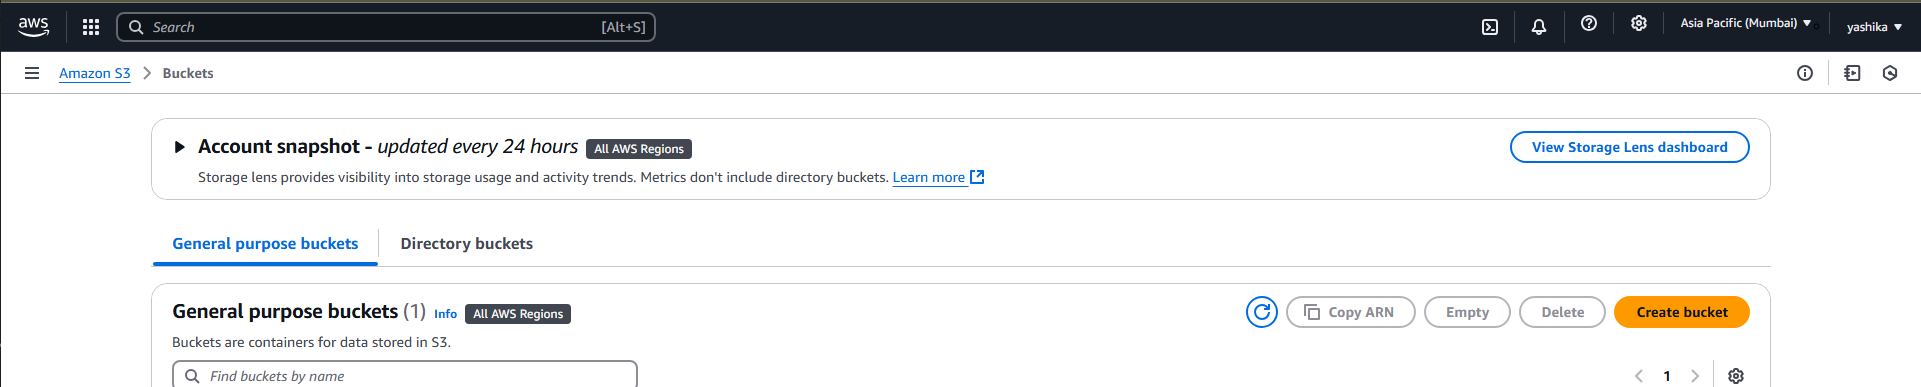 aws Search [Alt+S] Asia Pacific (Mumbai) yashika
Amazon S3 Buckets
Account snapshot - updated every 24 hours All AWS Regions View Storage Lens dashboard
Storage lens provides visibility into storage usage and activity trends. Metrics don't include directory buckets. Learn more
General purpose buckets Directory buckets
General purpose buckets (1) Info All AWS Regions Copy ARN Empty Delete Create bucket
Buckets are containers for data stored in S3.
Find buckets by name 1